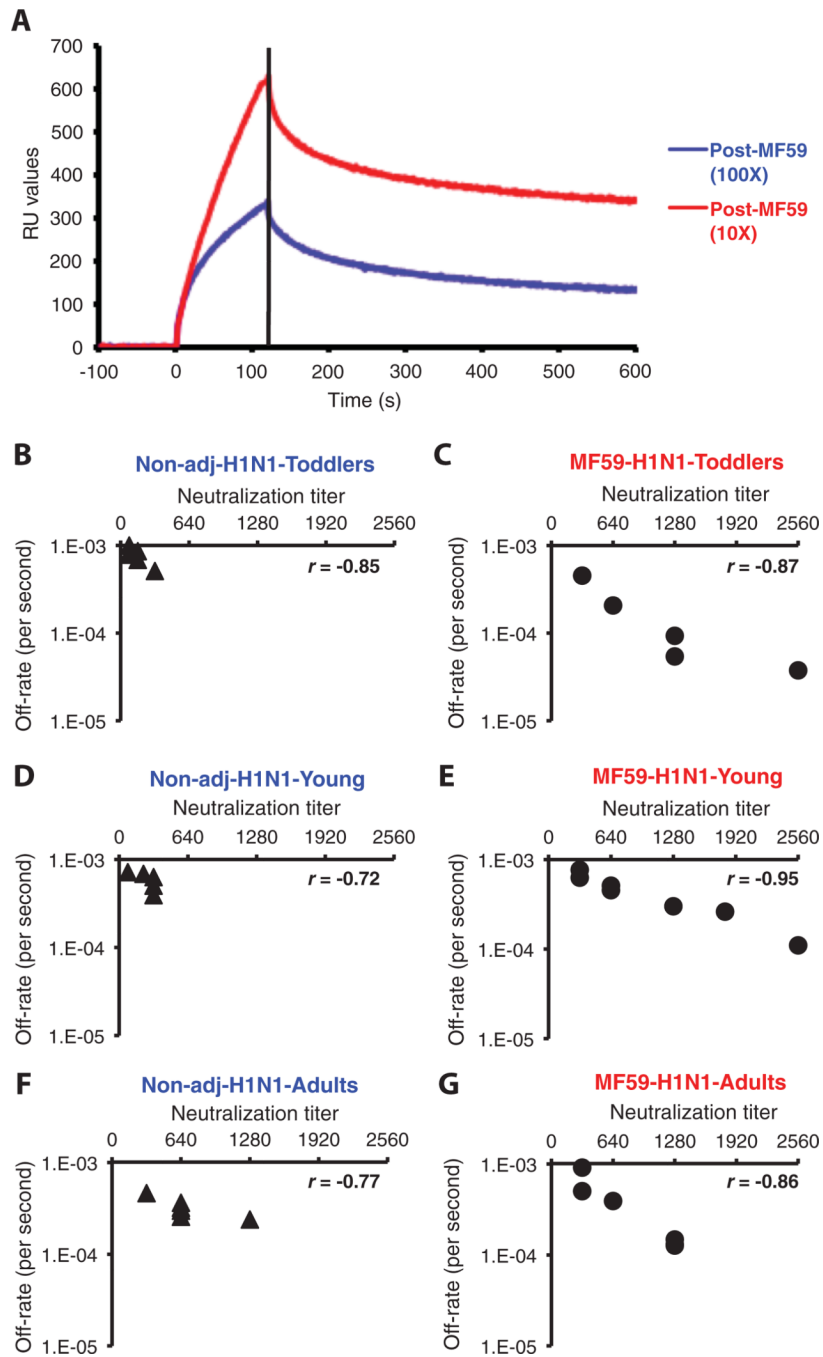 A
700
600
500
400
300
200
100
0
RU values
-100 0 100 200 300 400 500 600
Time (s)
Post-MF59
(100X)
Post-MF59
(10X)
B
Non-adj-H1N1-Toddlers
Neutralization titer
0 640 1280 1920 2560
1.E-03
1.E-04
1.E-05
Off-rate (per second)
r = -0.85
C
MF59-H1N1-Toddlers
Neutralization titer
0 640 1280 1920 2560
1.E-03
1.E-04
1.E-05
Off-rate (per second)
r = -0.87
D
Non-adj-H1N1-Young
Neutralization titer
0 640 1280 1920 2560
1.E-03
1.E-04
1.E-05
Off-rate (per second)
r = -0.72
E
MF59-H1N1-Young
Neutralization titer
0 640 1280 1920 2560
1.E-03
1.E-04
1.E-05
Off-rate (per second)
r = -0.95
F
Non-adj-H1N1-Adults
Neutralization titer
0 640 1280 1920 2560
1.E-03
1.E-04
1.E-05
Off-rate (per second)
r = -0.77
G
MF59-H1N1-Adults
Neutralization titer
0 640 1280 1920 2560
1.E-03
1.E-04
1.E-05
Off-rate (per second)
r = -0.86